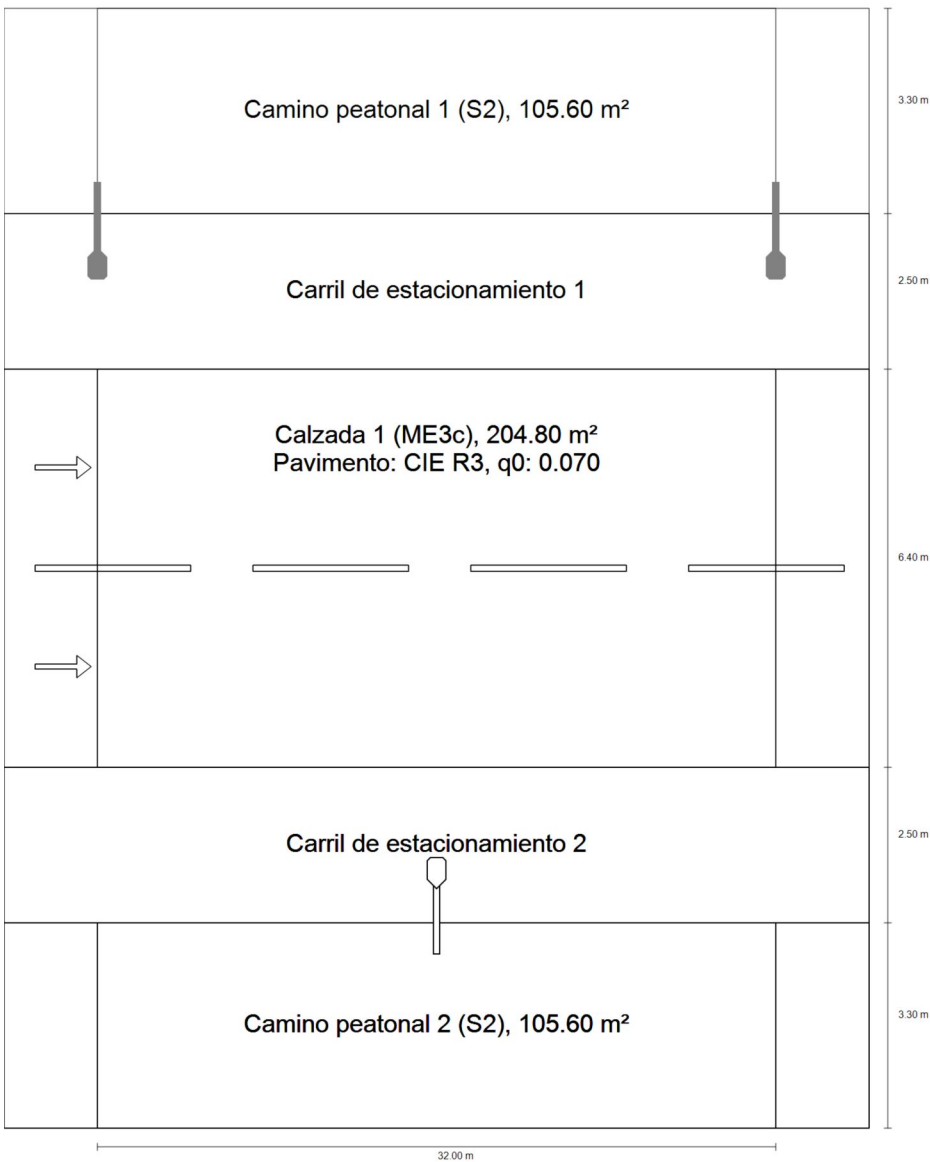 Camino peatonal 1 (S2), 105.60 m²
3.30 m
Carril de estacionamiento 1
2.50 m
Calzada 1 (ME3c), 204.80 m²
Pavimento: CIE R3, q0: 0.070
6.40 m
Carril de estacionamiento 2
2.50 m
Camino peatonal 2 (S2), 105.60 m²
3.30 m
32.00 m